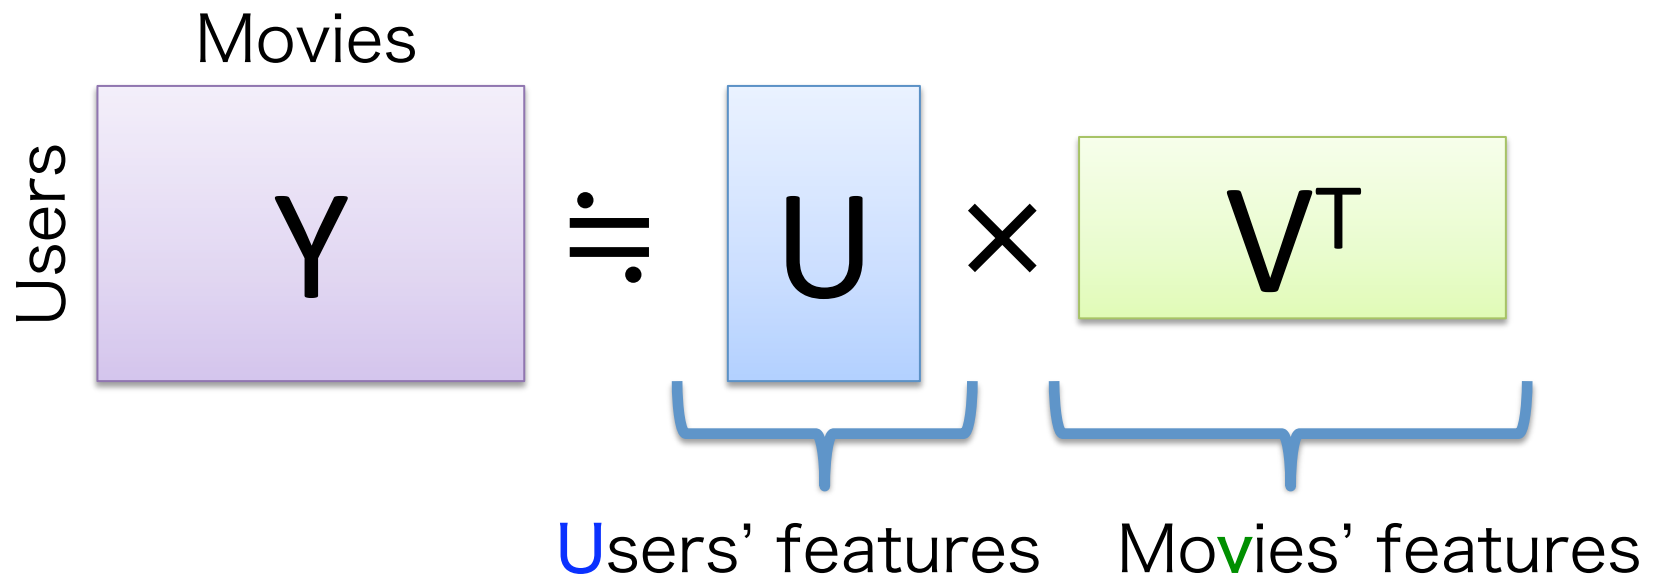 Movies
Users
Y ≒ U × Vᵀ
Users’ features
Movies’ features